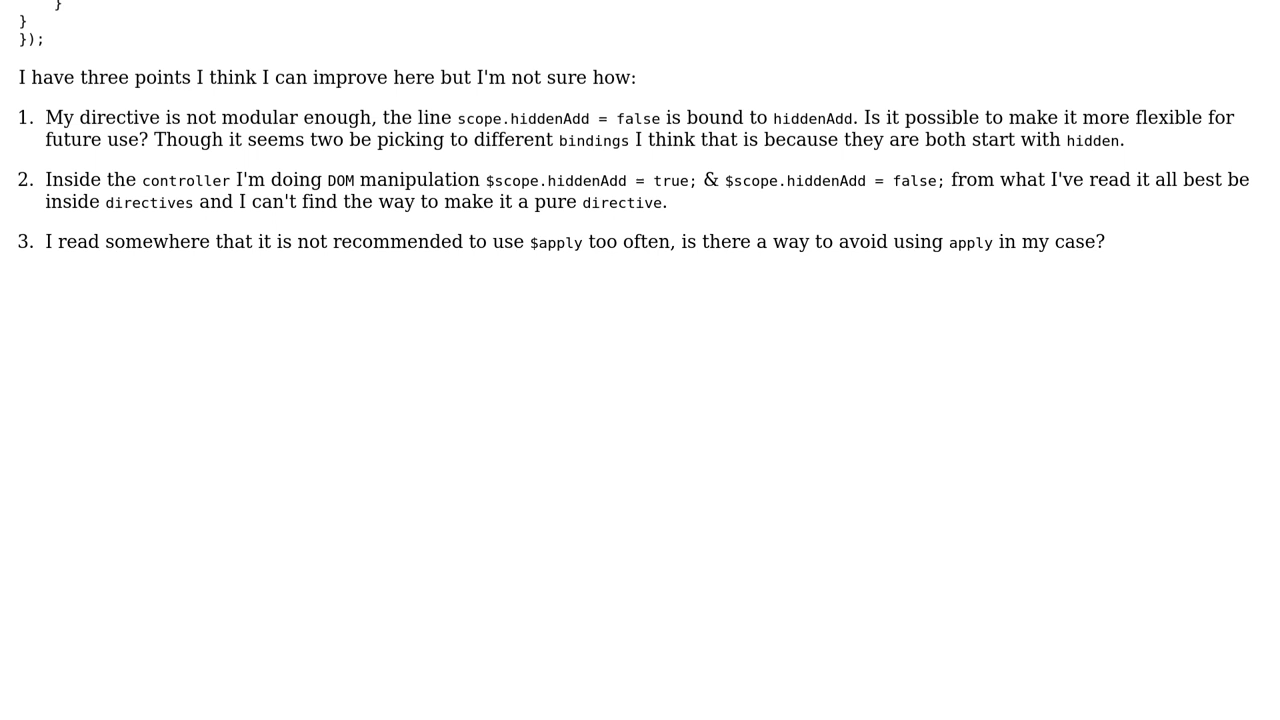 }
}
});
I have three points I think I can improve here but I'm not sure how:
1. My directive is not modular enough, the line scope.hiddenAdd = false is bound to hiddenAdd. Is it possible to make it more flexible for
future use? Though it seems two be picking to different bindings I think that is because they are both start with hidden.
2. Inside the controller I'm doing DOM manipulation $scope.hiddenAdd = true; & $scope.hiddenAdd = false; from what I've read it all best be
inside directives and I can't find the way to make it a pure directive.
3. I read somewhere that it is not recommended to use $apply too often, is there a way to avoid using apply in my case?